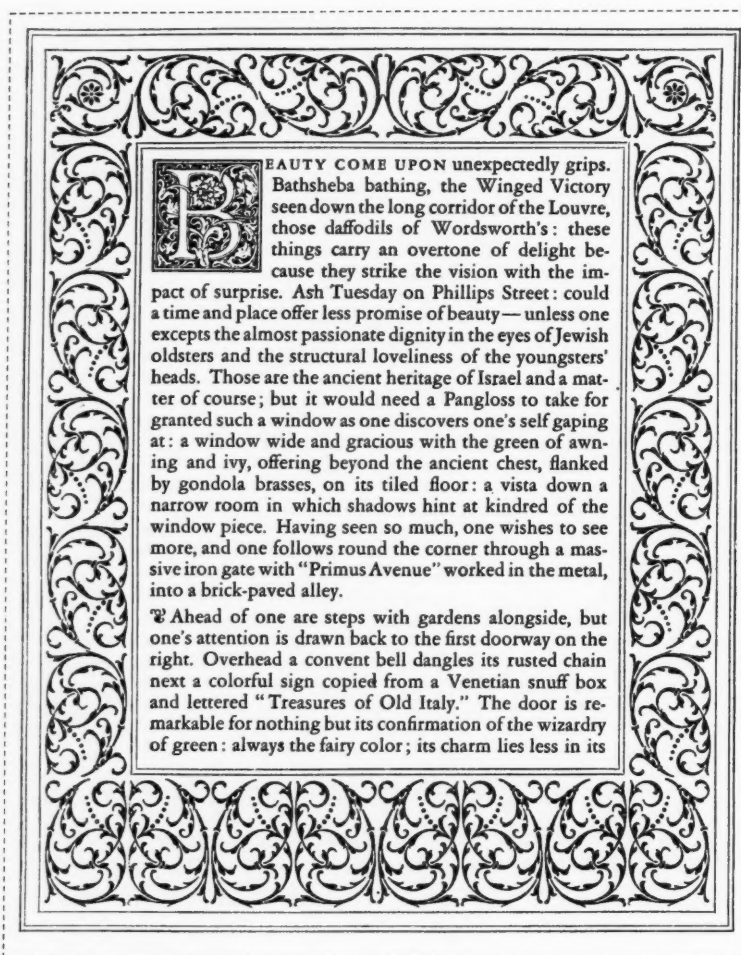 BEAUTY COME UPON unexpectedly grips.
Bathsheba bathing, the Winged Victory
seen down the long corridor of the Louvre,
those daffodils of Wordsworth's: these
things carry an overtone of delight be-
cause they strike the vision with the im-
pact of surprise. Ash Tuesday on Phillips Street: could
a time and place offer less promise of beauty—unless one
excepts the almost passionate dignity in the eyes of Jewish
oldsters and the structural loveliness of the youngsters'
heads. Those are the ancient heritage of Israel and a mat-
ter of course; but it would need a Pangloss to take for
granted such a window as one discovers one's self gaping
at: a window wide and gracious with the green of awn-
ing and ivy, offering beyond the ancient chest, flanked
by gondola brasses, on its tiled floor: a vista down a
narrow room in which shadows hint at kindred of the
window piece. Having seen so much, one wishes to see
more, and one follows round the corner through a mas-
sive iron gate with "Primus Avenue" worked in the metal,
into a brick-paved alley.
❦ Ahead of one are steps with gardens alongside, but
one's attention is drawn back to the first doorway on the
right. Overhead a convent bell dangles its rusted chain
next a colorful sign copied from a Venetian snuff box
and lettered "Treasures of Old Italy." The door is re-
markable for nothing but its confirmation of the wizardry
of green: always the fairy color; its charm lies less in its